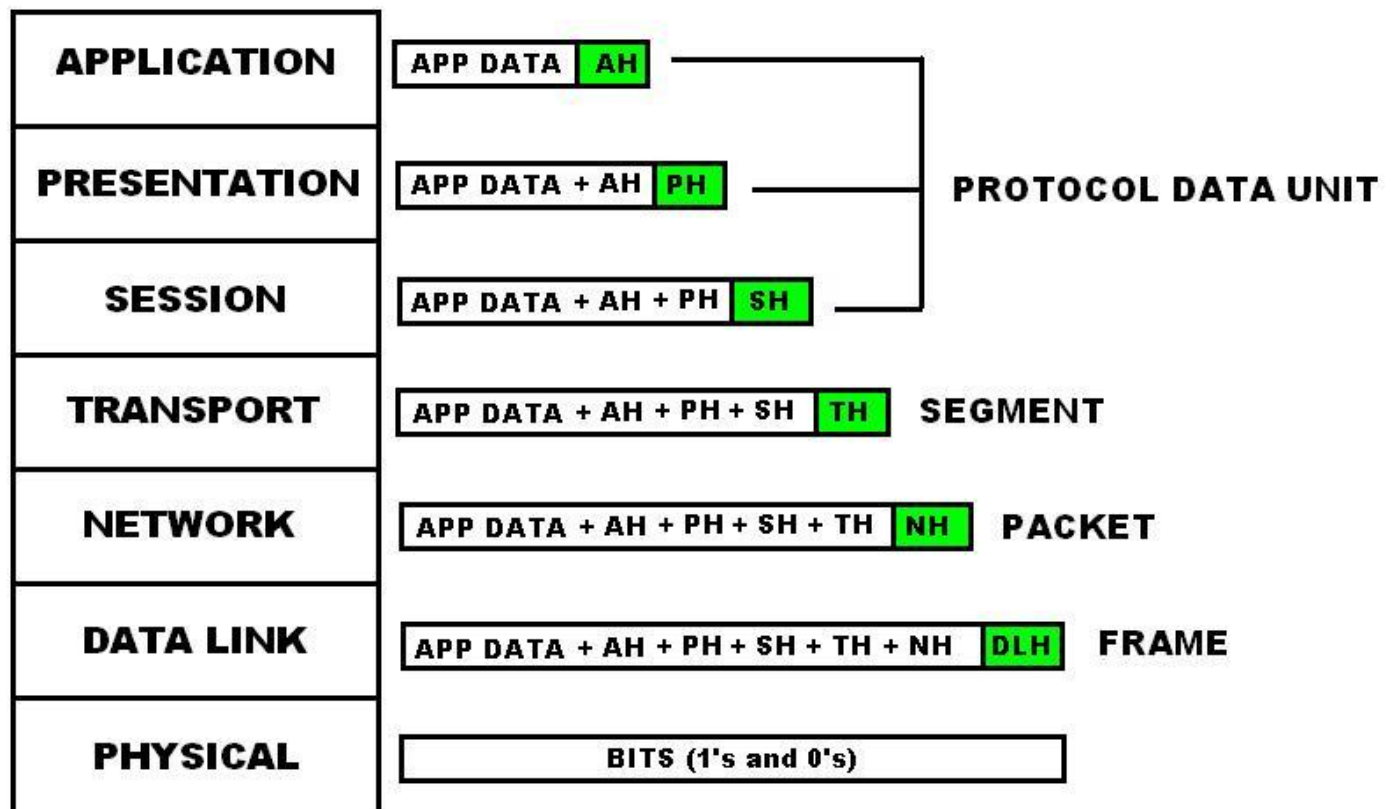 APPLICATION
APP DATA AH
PRESENTATION
APP DATA + AH PH
PROTOCOL DATA UNIT
SESSION
APP DATA + AH + PH SH
TRANSPORT
APP DATA + AH + PH + SH TH
SEGMENT
NETWORK
APP DATA + AH + PH + SH + TH NH
PACKET
DATA LINK
APP DATA + AH + PH + SH + TH + NH DLH
FRAME
PHYSICAL
BITS (1's and 0's)